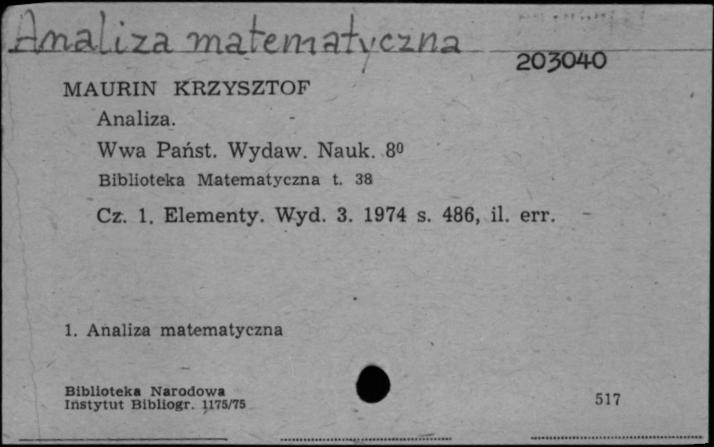 Analiza matematyczna
203040
MAURIN KRZYSZTOF
Analiza.
Wwa Państ. Wydaw. Nauk. 8⁰
Biblioteka Matematyczna t. 38
Cz. 1. Elementy. Wyd. 3. 1974 s. 486, il. err.
1. Analiza matematyczna
Biblioteka Narodowa
Instytut Bibliogr. 1175/75
517